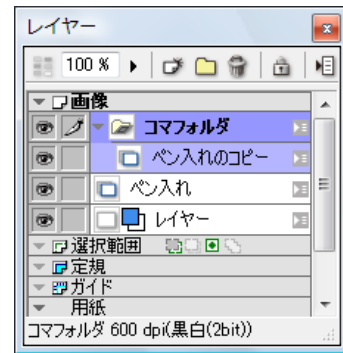 レイヤー
100 %
画像
コマフォルダ
ペン入れのコピー
ペン入れ
レイヤー
選択範囲
定規
ガイド
用紙
コマフォルダ 600 dpi(黒白(2bit))